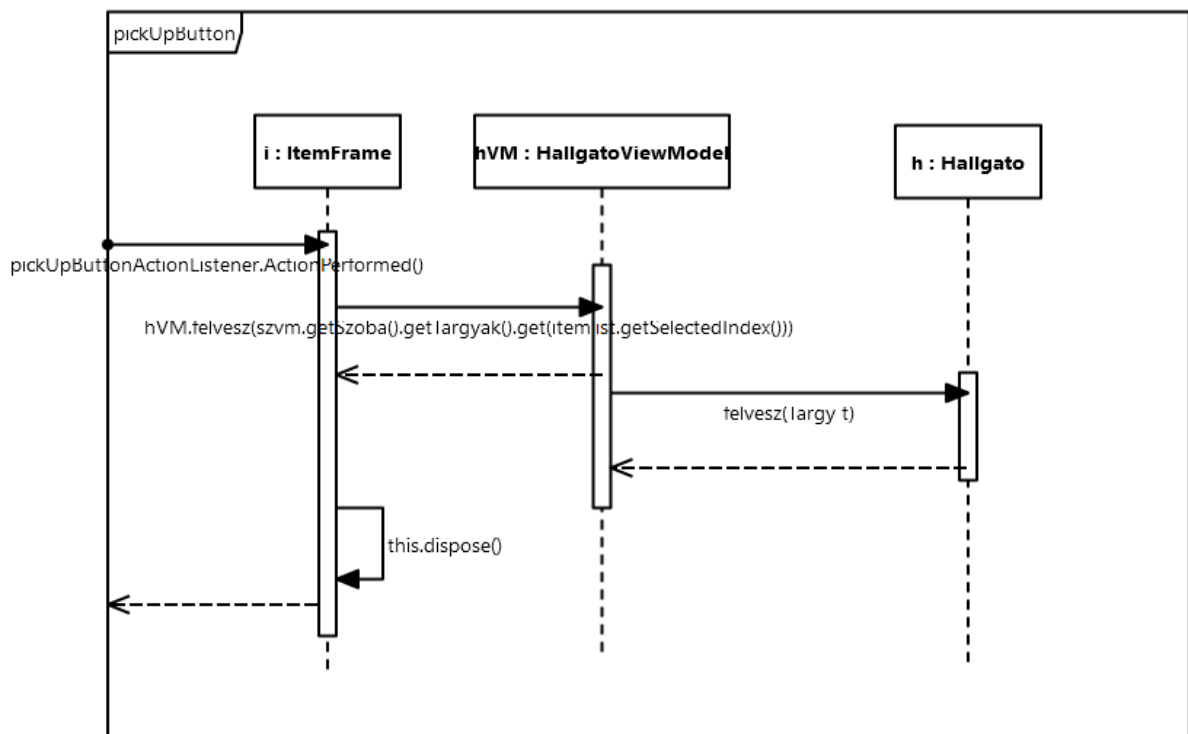 pickUpButton
i : ItemFrame
hVM : HallgatoViewModel
h : Hallgato
pickUpButtonActionListener.ActionPerformed()
hVM.felvesz(szvm.getSzoba().getTargyak().get(itemlist.getSelectedIndex()))
felvesz(Targy t)
this.dispose()